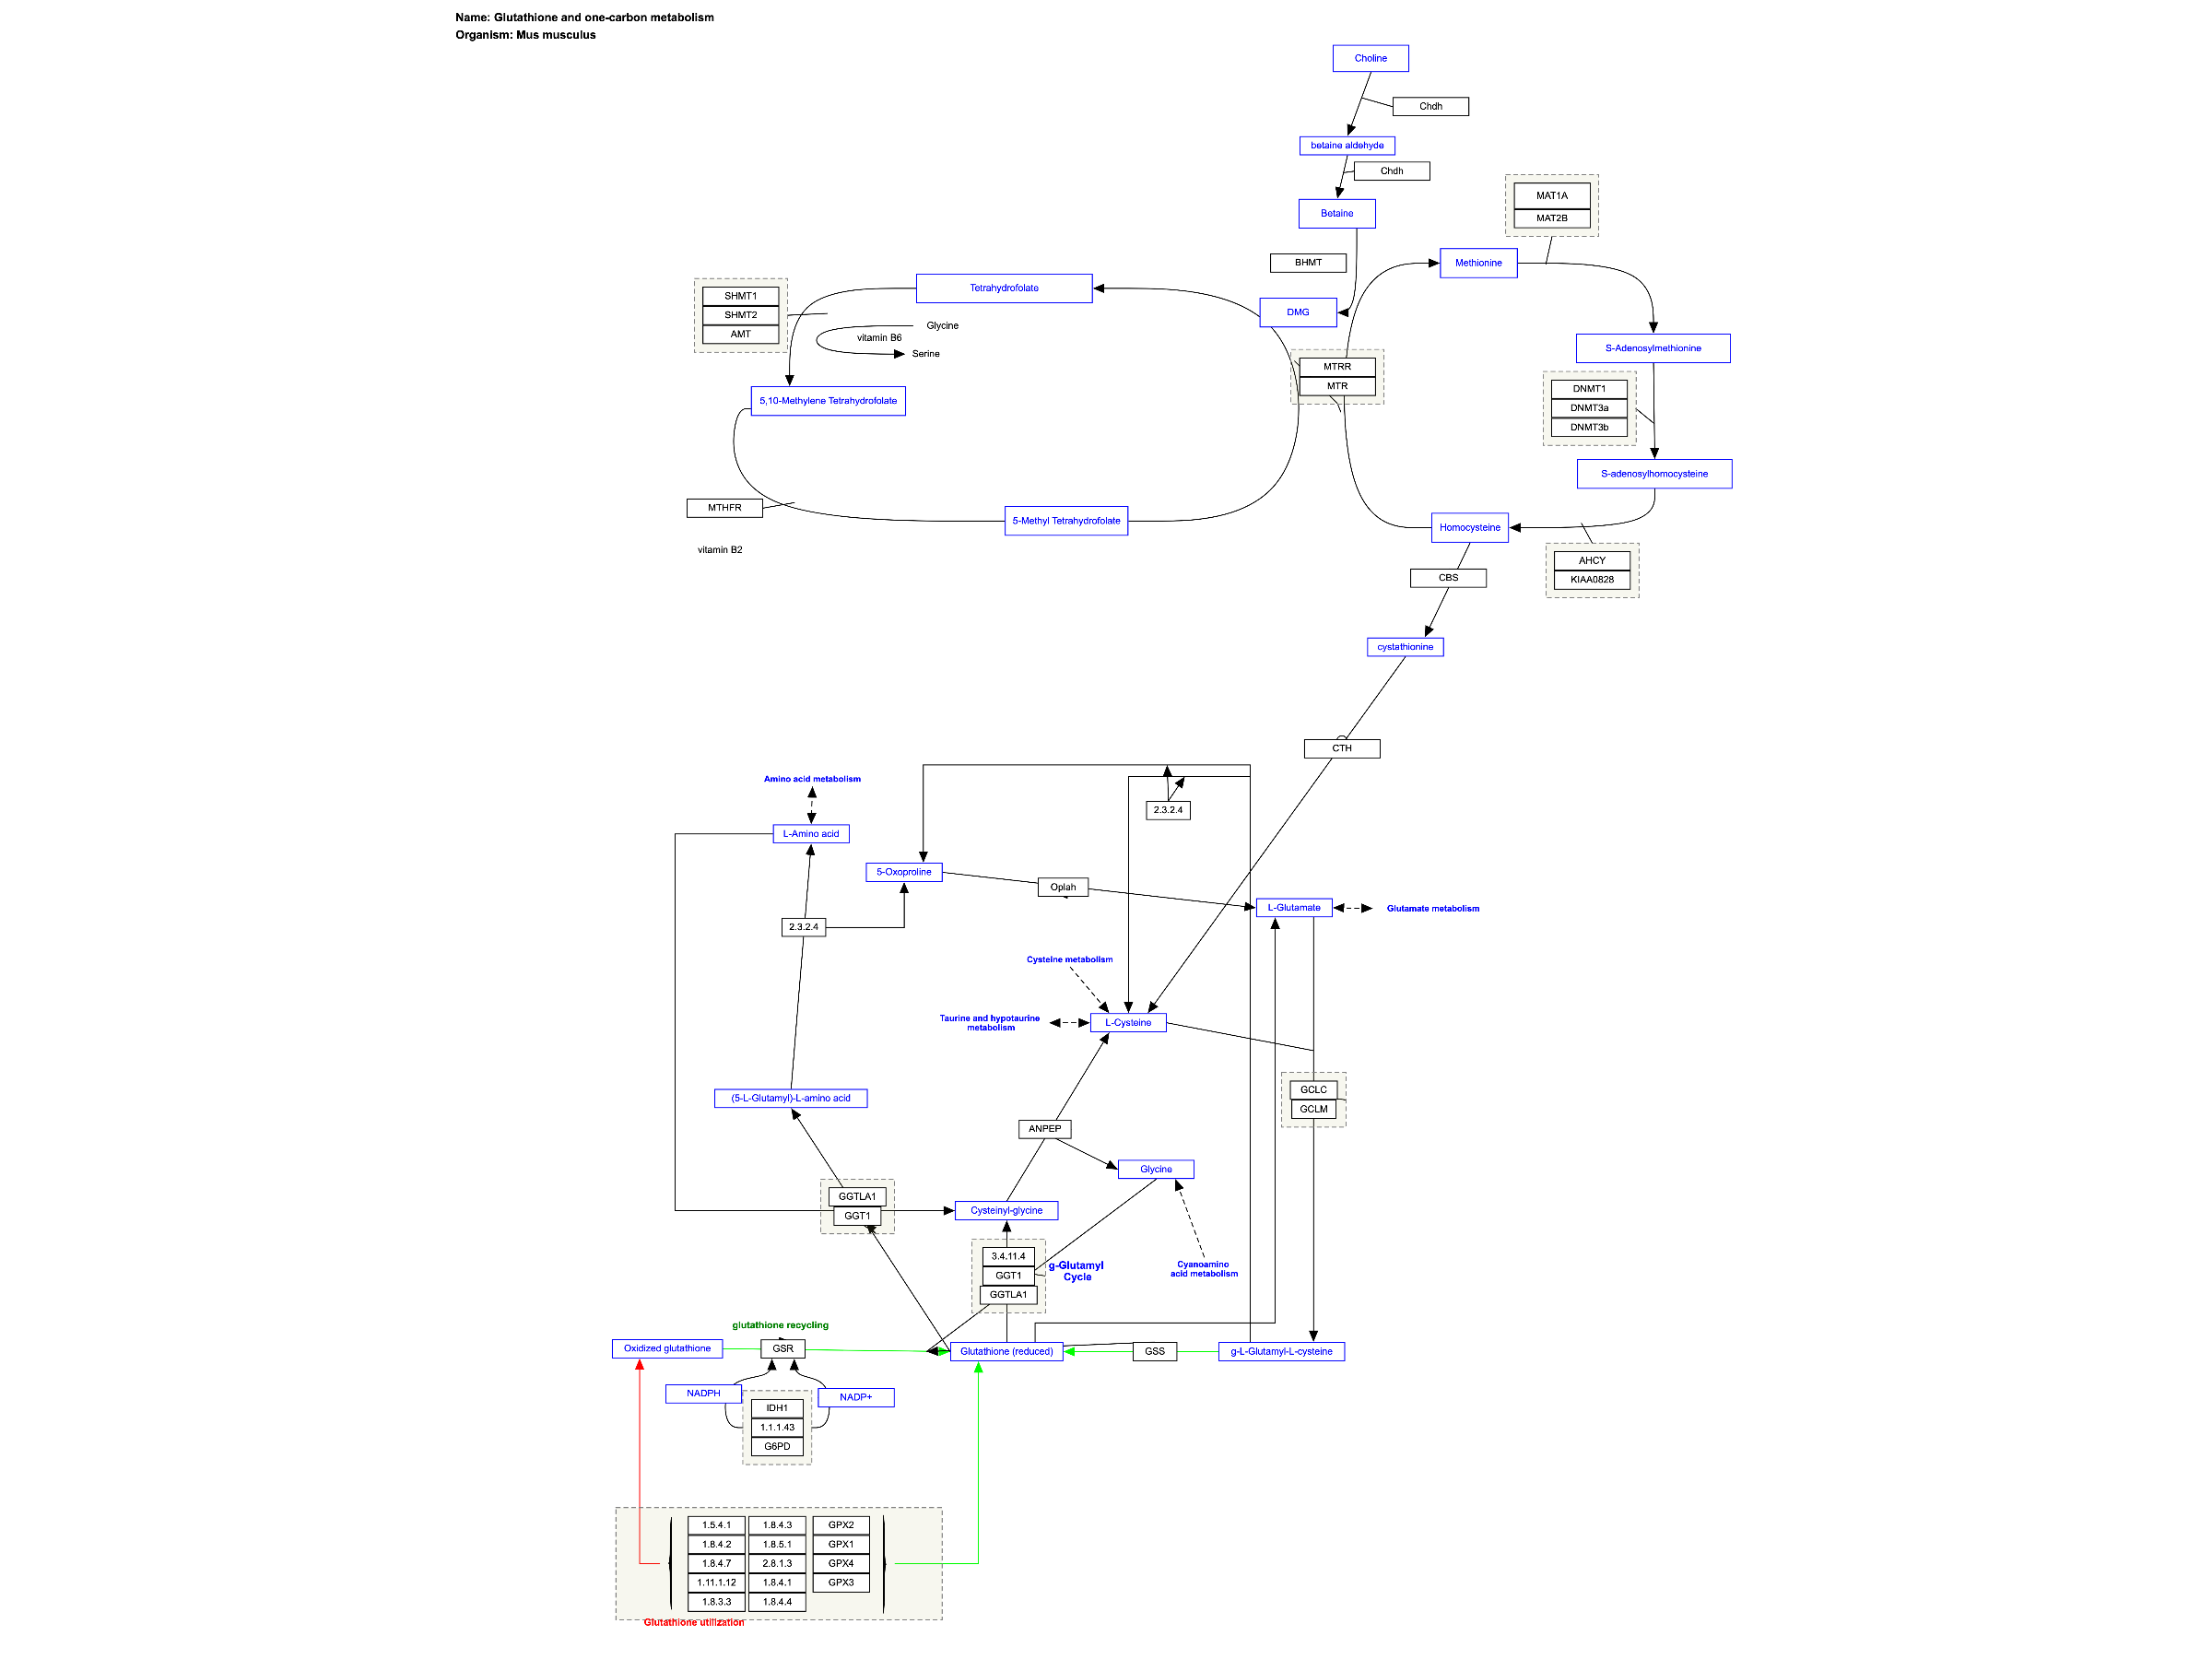 Name: Glutathione and one-carbon metabolism
Organism: Mus musculus
Choline
Chdh
betaine aldehyde
Chdh
Betaine
MAT1A
MAT2B
BHMT
Methionine
Tetrahydrofolate
SHMT1
SHMT2
AMT
DMG
Glycine
vitamin B6
Serine
S-Adenosylmethionine
MTRR
MTR
DNMT1
DNMT3a
DNMT3b
5,10-Methylene Tetrahydrofolate
S-adenosylhomocysteine
MTHFR
5-Methyl Tetrahydrofolate
Homocysteine
vitamin B2
AHCY
KIAA0828
CBS
cystathionine
CTH
Amino acid metabolism
2.3.2.4
L-Amino acid
5-Oxoproline
Oplah
L-Glutamate
Glutamate metabolism
2.3.2.4
Cysteine metabolism
Taurine and hypotaurine
metabolism
L-Cysteine
(5-L-Glutamyl)-L-amino acid
GCLC
GCLM
ANPEP
Glycine
GGTLA1
GGT1
Cysteinyl-glycine
3.4.11.4
GGT1
GGTLA1
g-Glutamyl
Cycle
Cyanoamino
acid metabolism
glutathione recycling
Oxidized glutathione
GSR
Glutathione (reduced)
GSS
g-L-Glutamyl-L-cysteine
NADPH
NADP+
IDH1
1.1.1.43
G6PD
1.5.4.1
1.8.4.3
GPX2
1.8.4.2
1.8.5.1
GPX1
1.8.4.7
2.8.1.3
GPX4
1.11.1.12
1.8.4.1
GPX3
1.8.3.3
1.8.4.4
Glutathione utilization